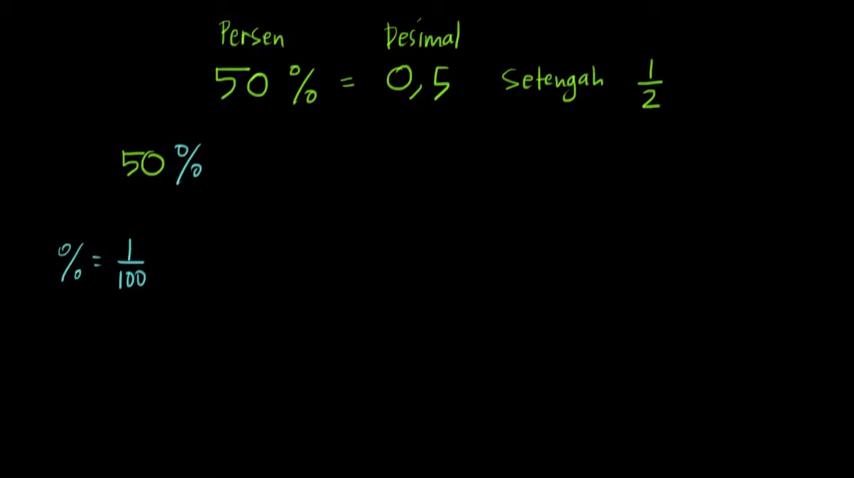 Persen Desimal
50 % = 0,5 Setengah 1/2
50 %
% = 1/100